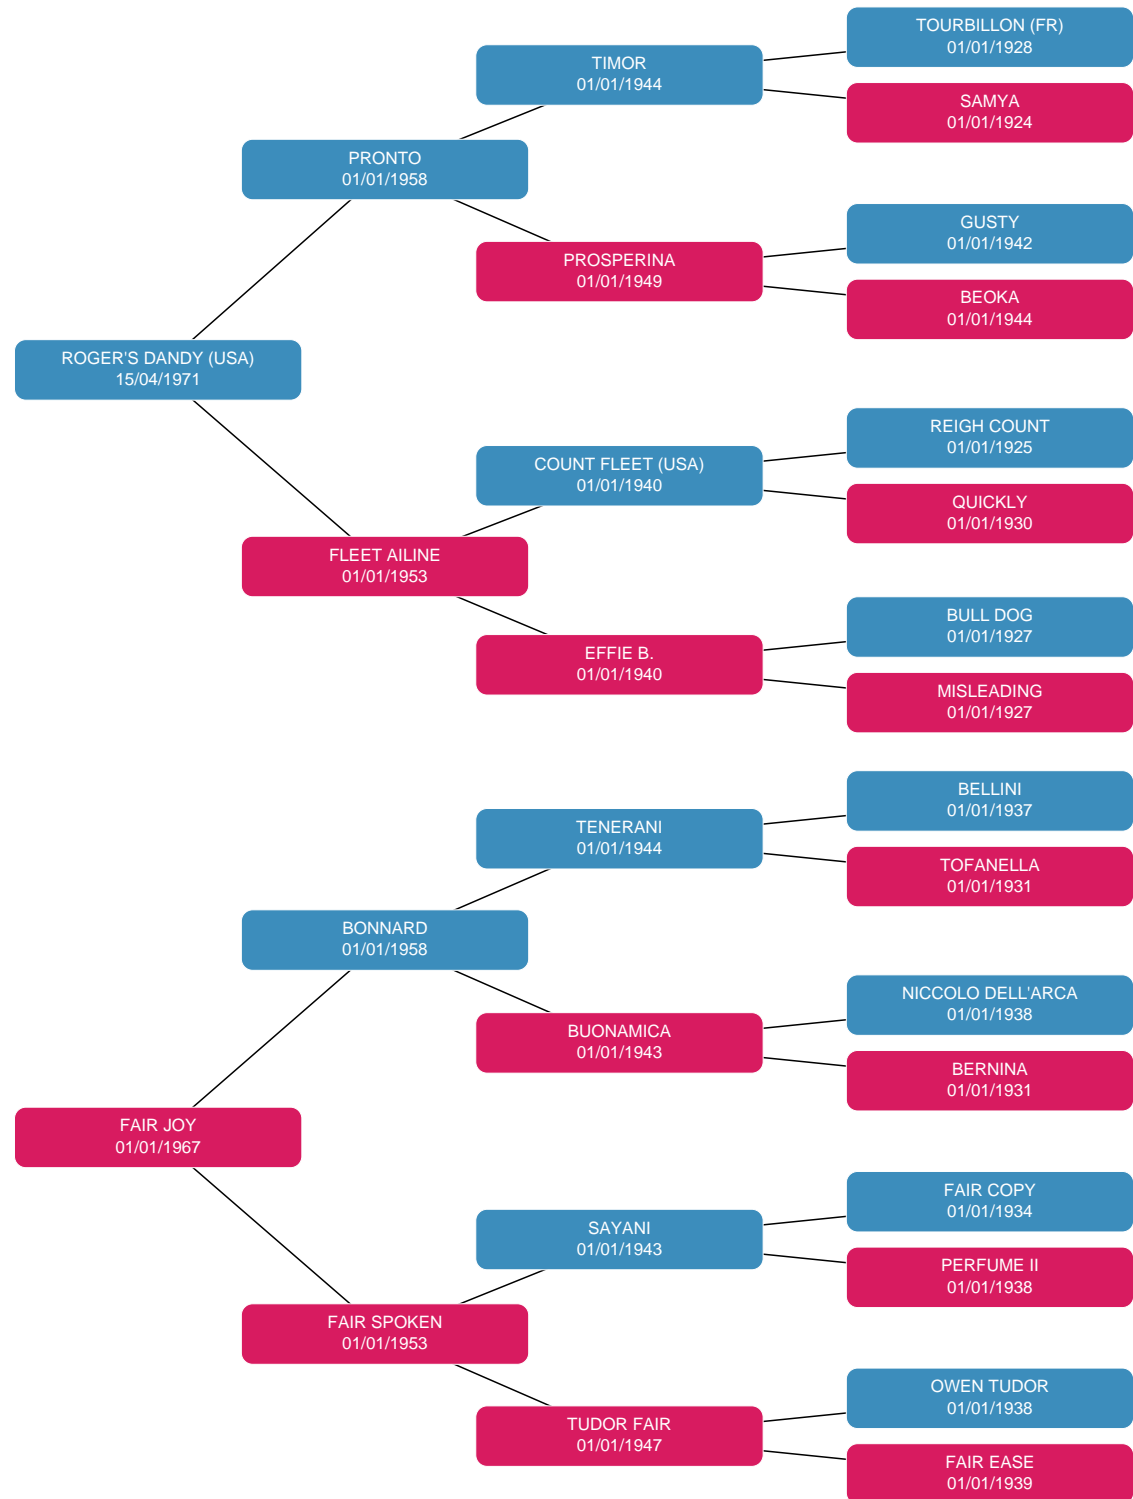 TOURBILLON (FR)
01/01/1928
TIMOR
01/01/1944
SAMYA
01/01/1924
PRONTO
01/01/1958
GUSTY
01/01/1942
PROSPERINA
01/01/1949
BEOKA
01/01/1944
ROGER'S DANDY (USA)
15/04/1971
REIGH COUNT
01/01/1925
COUNT FLEET (USA)
01/01/1940
QUICKLY
01/01/1930
FLEET AILINE
01/01/1953
BULL DOG
01/01/1927
EFFIE B.
01/01/1940
MISLEADING
01/01/1927
BELLINI
01/01/1937
TENERANI
01/01/1944
TOFANELLA
01/01/1931
BONNARD
01/01/1958
NICCOLO DELL'ARCA
01/01/1938
BUONAMICA
01/01/1943
BERNINA
01/01/1931
FAIR JOY
01/01/1967
FAIR COPY
01/01/1934
SAYANI
01/01/1943
PERFUME II
01/01/1938
FAIR SPOKEN
01/01/1953
OWEN TUDOR
01/01/1938
TUDOR FAIR
01/01/1947
FAIR EASE
01/01/1939